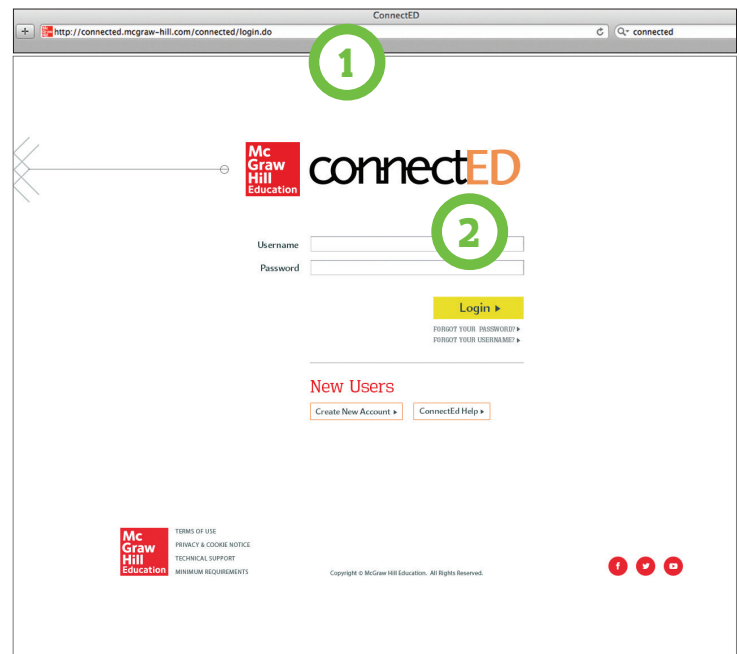 ConnectED
+ http://connected.mcgraw-hill.com/connected/login.do connected
1
Mc
Graw
Hill
Education
connectED
2
Username
Password
Login
FORGOT YOUR PASSWORD?
FORGOT YOUR USERNAME?
New Users
Create New Account
ConnectEd Help
Mc
Graw
Hill
Education
TERMS OF USE
PRIVACY & COOKIE NOTICE
TECHNICAL SUPPORT
MINIMUM REQUIREMENTS
Copyright © McGraw Hill Education. All Rights Reserved.